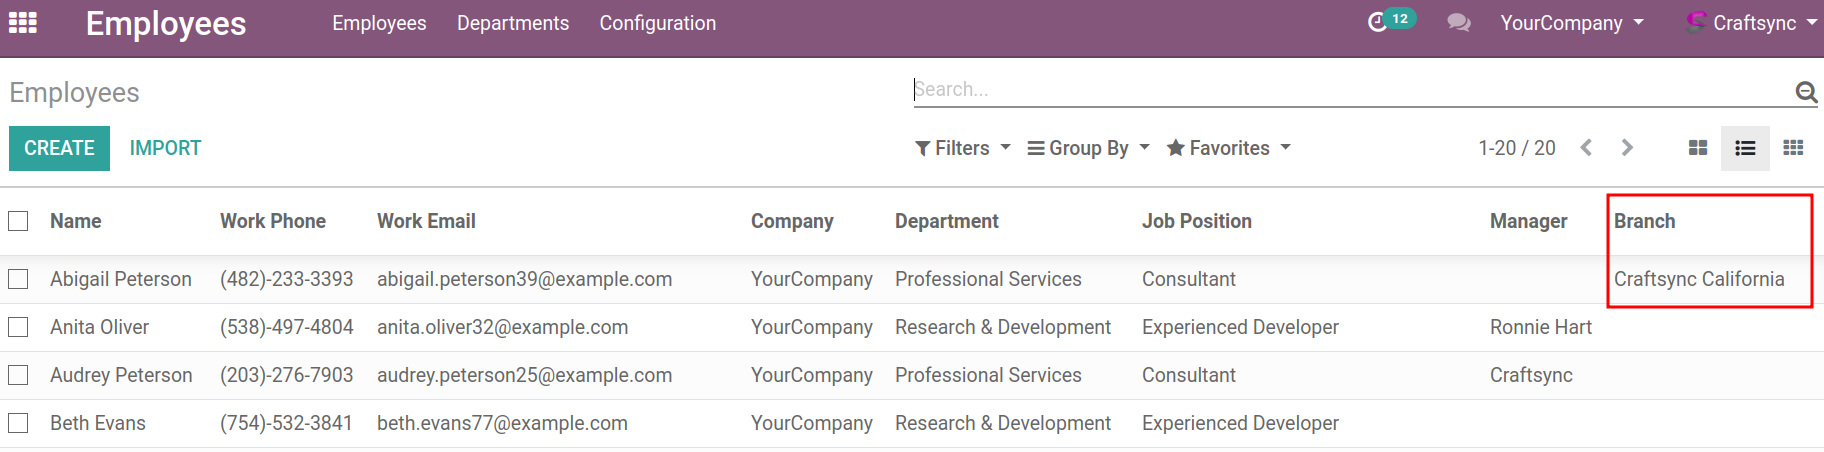 Employees Employees Departments Configuration 12 YourCompany Craftsync
Employees Search...
CREATE IMPORT Filters Group By Favorites 1-20 / 20
Name Work Phone Work Email Company Department Job Position Manager Branch
Abigail Peterson (482)-233-3393 abigail.peterson39@example.com YourCompany Professional Services Consultant Craftsync California
Anita Oliver (538)-497-4804 anita.oliver32@example.com YourCompany Research & Development Experienced Developer Ronnie Hart
Audrey Peterson (203)-276-7903 audrey.peterson25@example.com YourCompany Professional Services Consultant Craftsync
Beth Evans (754)-532-3841 beth.evans77@example.com YourCompany Research & Development Experienced Developer